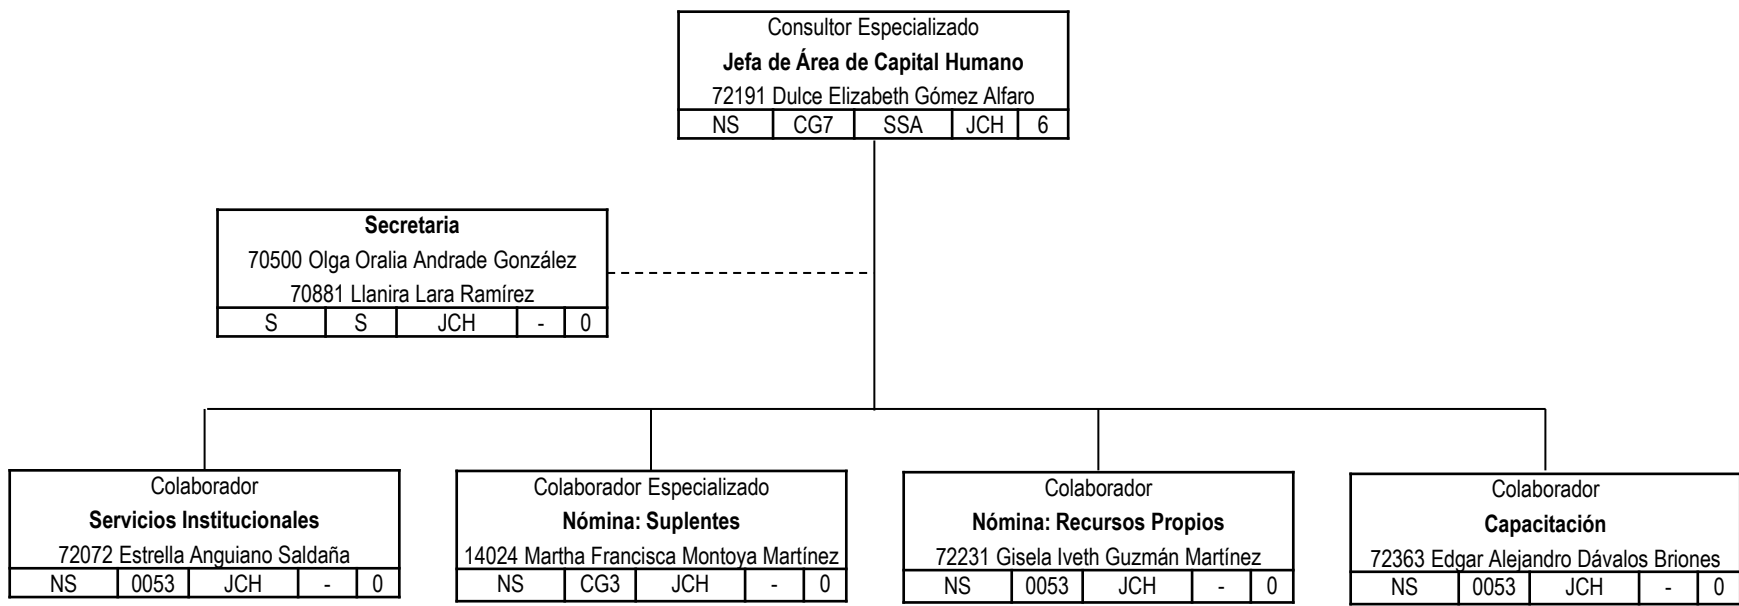 Consultor Especializado
Jefa de Área de Capital Humano
72191 Dulce Elizabeth Gómez Alfaro
NS CG7 SSA JCH 6
Secretaria
70500 Olga Oralia Andrade González
70881 Llanira Lara Ramírez
S S JCH - 0
Colaborador
Servicios Institucionales
72072 Estrella Anguiano Saldaña
NS 0053 JCH - 0
Colaborador Especializado
Nómina: Suplentes
14024 Martha Francisca Montoya Martínez
NS CG3 JCH - 0
Colaborador
Nómina: Recursos Propios
72231 Gisela Iveth Guzmán Martínez
NS 0053 JCH - 0
Colaborador
Capacitación
72363 Edgar Alejandro Dávalos Briones
NS 0053 JCH - 0